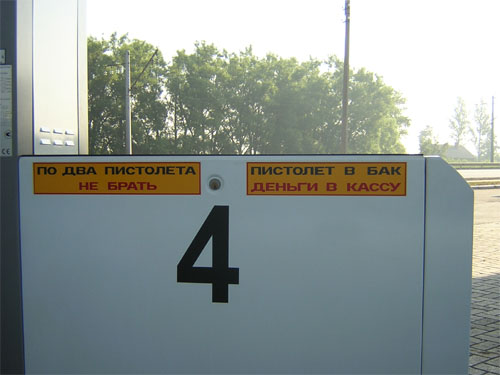 ПО ДВА ПИСТОЛЕТА
НЕ БРАТЬ
ПИСТОЛЕТ В БАК
ДЕНЬГИ В КАССУ
4